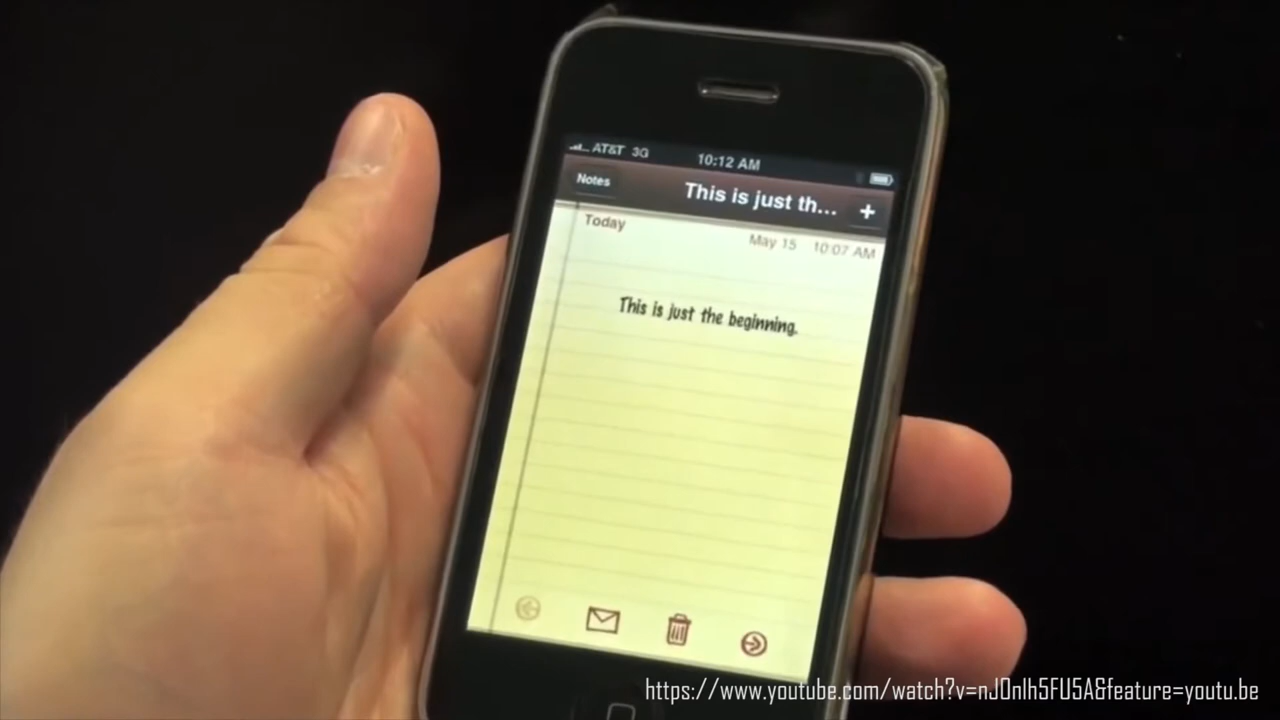 AT&T 3G 10:12 AM
Notes This is just th... +
Today May 15 10:07 AM
This is just the beginning.
https://www.youtube.com/watch?v=nJ0nlh5FU5A&feature=youtu.be